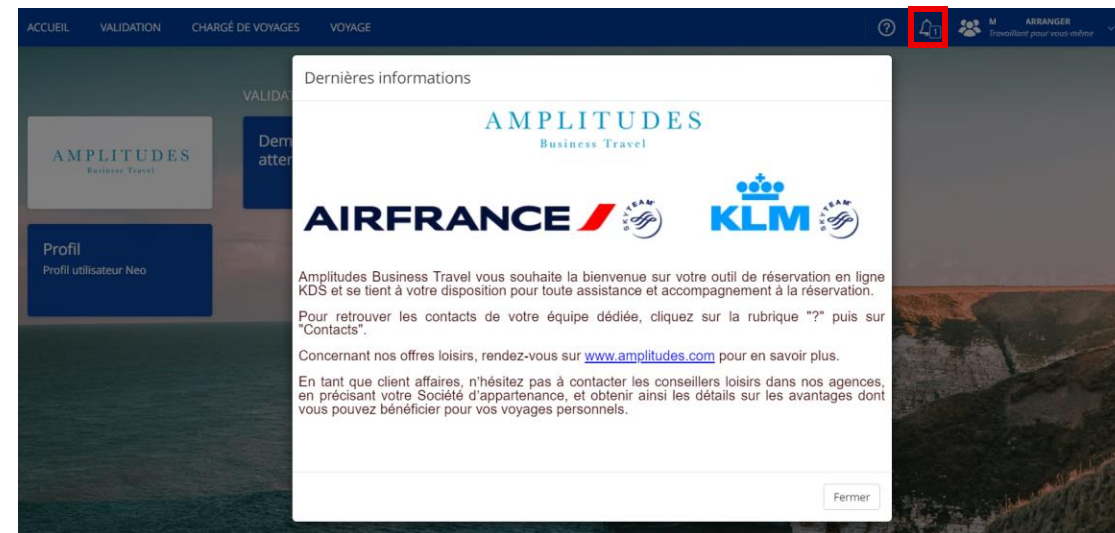 ACCUEIL VALIDATION CHARGÉ DE VOYAGES VOYAGE ? 1 M ARRANGER
Travaillant pour vous-même
Dernières informations
VALIDA
AMPLITUDES
Business Travel
Dem
atter
AMPLITUDES
Business Travel
AIRFRANCE SKYTEAM KLM SKYTEAM
Profil
Profil utilisateur Neo
Amplitudes Business Travel vous souhaite la bienvenue sur votre outil de réservation en ligne
KDS et se tient à votre disposition pour toute assistance et accompagnement à la réservation.
Pour retrouver les contacts de votre équipe dédiée, cliquez sur la rubrique "?" puis sur
"Contacts".
Concernant nos offres loisirs, rendez-vous sur www.amplitudes.com pour en savoir plus.
En tant que client affaires, n'hésitez pas à contacter les conseillers loisirs dans nos agences,
en précisant votre Société d'appartenance, et obtenir ainsi les détails sur les avantages dont
vous pouvez bénéficier pour vos voyages personnels.
Fermer